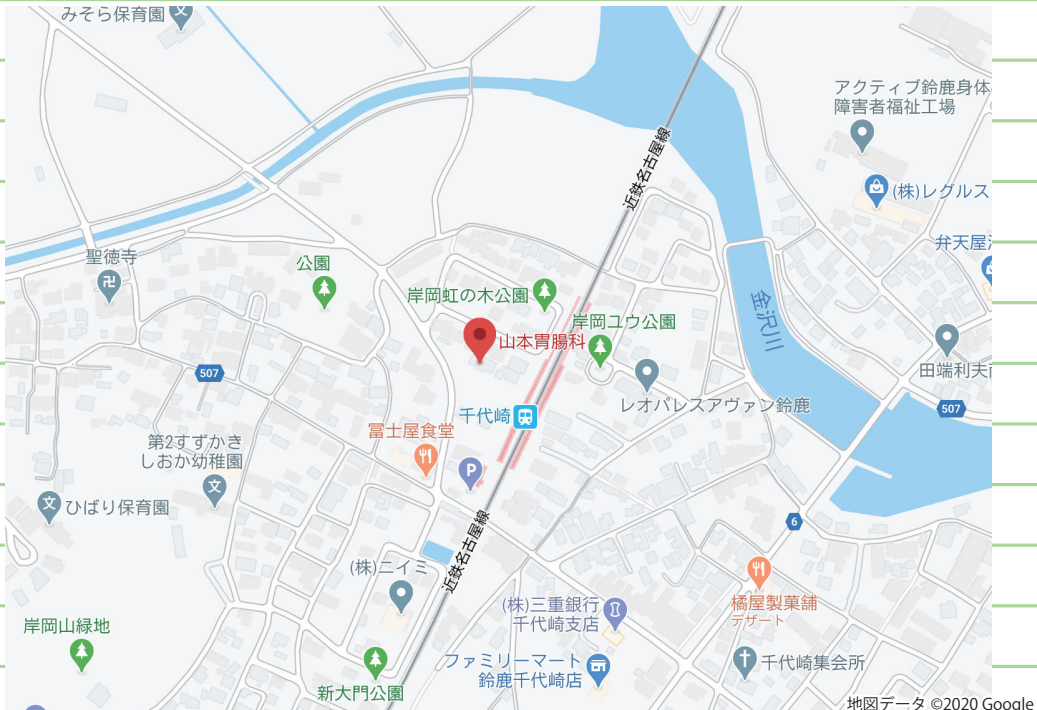 みそら保育園
アクティブ鈴鹿身体
障害者福祉工場
近鉄名古屋線
(株)レグルス
弁天屋
聖徳寺
公園
岸岡虹の木公園
金沢川
岸岡ユウ公園
山本胃腸科
田端利夫
507
レオパレスアヴァン鈴鹿
507
千代崎
冨士屋食堂
第2すずかき
しおか幼稚園
P
ひばり保育園
近鉄名古屋線
6
(株)ニイミ
橘屋製菓舗
デザート
(株)三重銀行
千代崎支店
岸岡山緑地
ファミリーマート
鈴鹿千代崎店
千代崎集会所
新大門公園
地図データ ©2020 Google